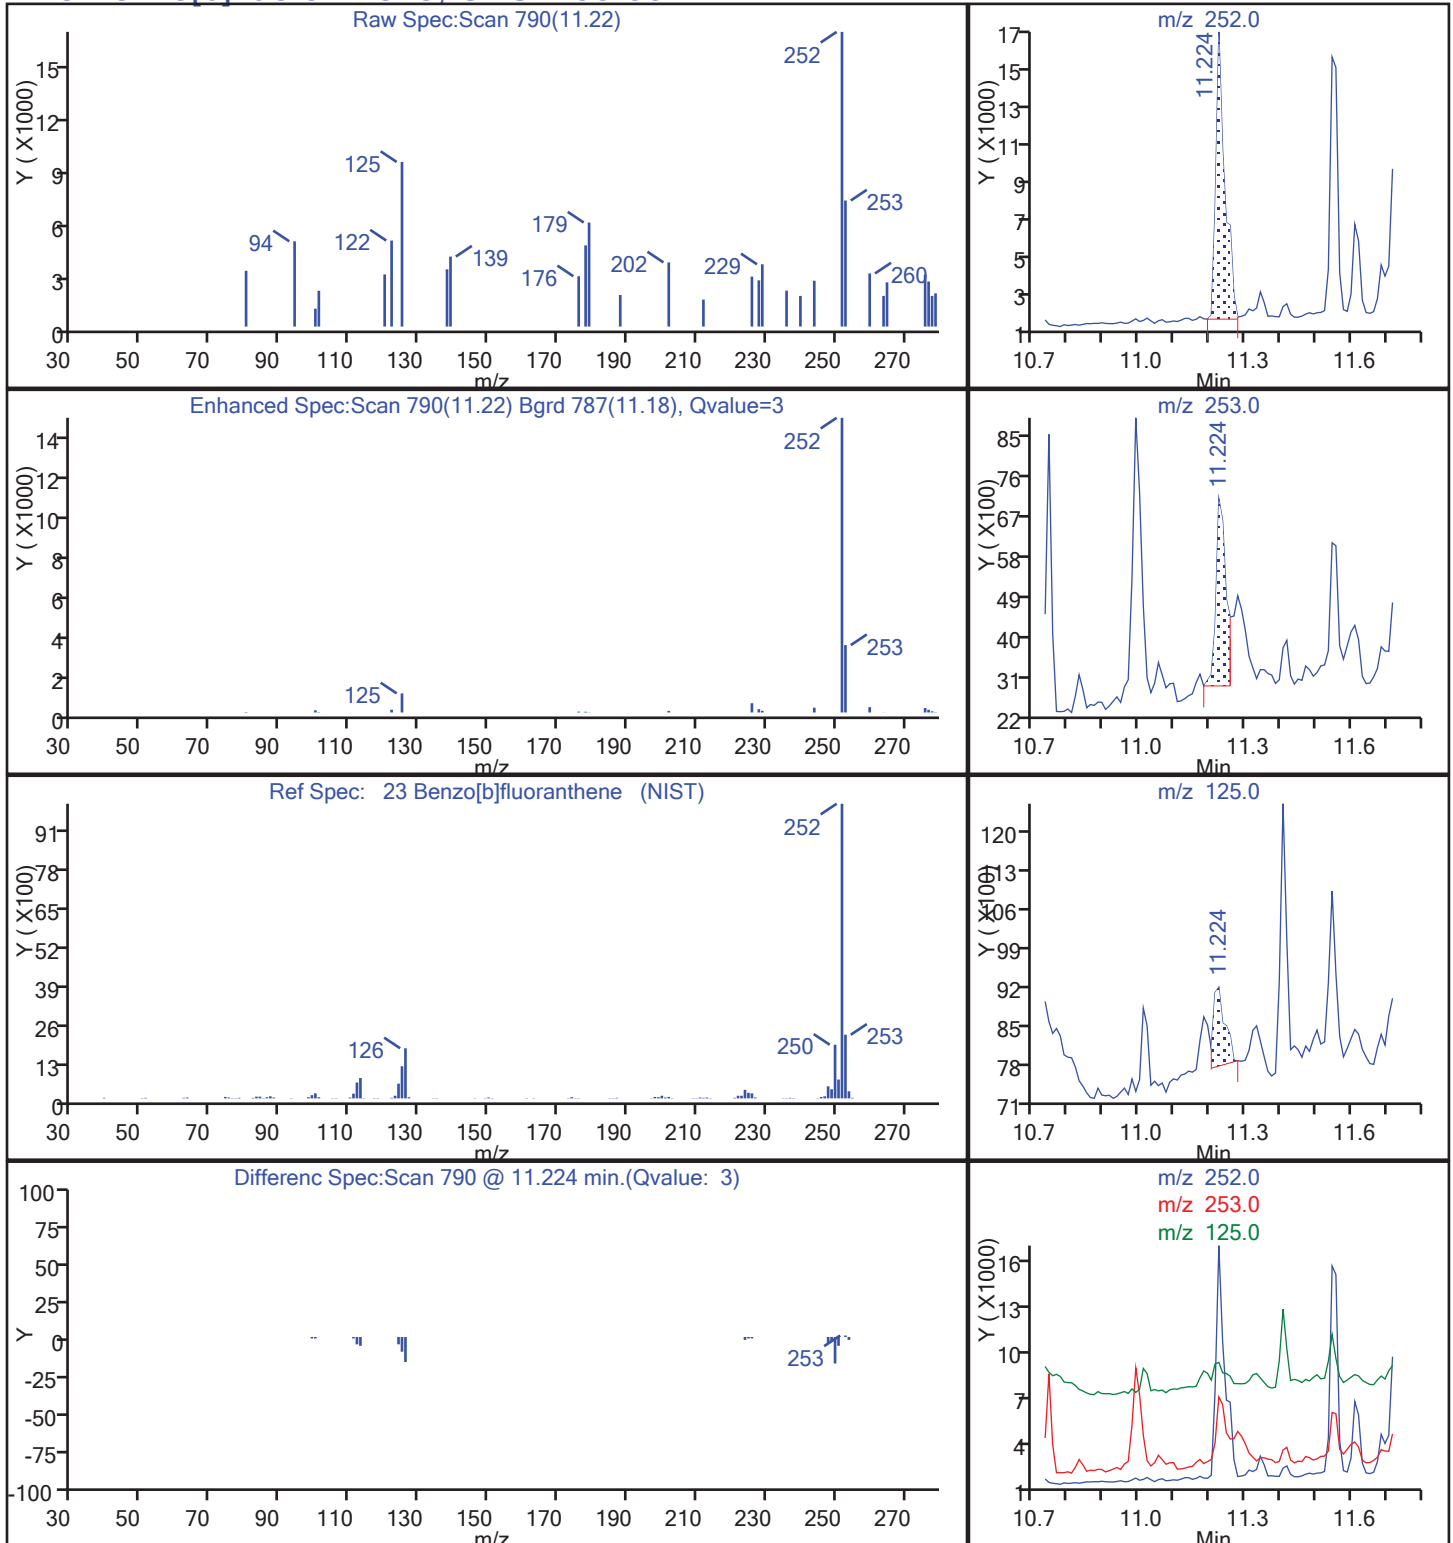 Raw Spec:Scan 790(11.22)
Y ( X1000)
15
12
9
6
3
0
252
125
253
94
122
139
179
176
202
229
260
30 50 70 90 110 130 150 170 190 210 230 250 270
m/z
m/z 252.0
Y ( X1000)
17
15
13
11
9
7
5
3
1
11.224
10.7 11.0 11.3 11.6
Min
Enhanced Spec:Scan 790(11.22) Bgrd 787(11.18), Qvalue=3
Y ( X1000)
14
12
10
8
6
4
2
0
252
253
125
30 50 70 90 110 130 150 170 190 210 230 250 270
m/z
m/z 253.0
Y ( X100)
85
76
67
58
49
40
31
22
11.224
10.7 11.0 11.3 11.6
Min
Ref Spec: 23 Benzo[b]fluoranthene (NIST)
Y ( X100)
91
78
65
52
39
26
13
0
252
126
250
253
30 50 70 90 110 130 150 170 190 210 230 250 270
m/z
m/z 125.0
Y ( X100)
120
113
106
99
92
85
78
71
11.224
10.7 11.0 11.3 11.6
Min
Differenc Spec:Scan 790 @ 11.224 min.(Qvalue: 3)
Y
100
75
50
25
0
-25
-50
-75
-100
253
30 50 70 90 110 130 150 170 190 210 230 250 270
m/z
m/z 252.0
m/z 253.0
m/z 125.0
Y ( X1000)
16
13
10
7
4
1
10.7 11.0 11.3 11.6
Min